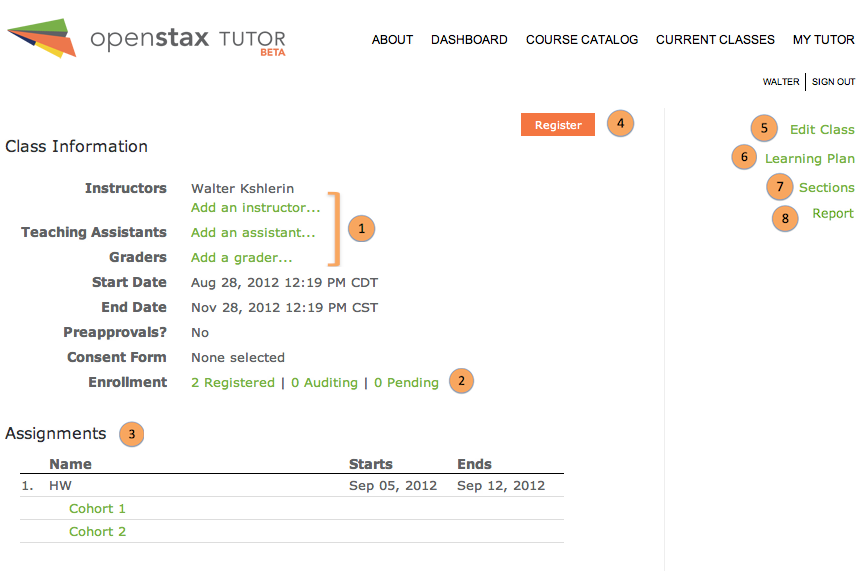 openstax TUTOR
BETA
ABOUT DASHBOARD COURSE CATALOG CURRENT CLASSES MY TUTOR
WALTER SIGN OUT
Register 4
5 Edit Class
Class Information
6 Learning Plan
Instructors Walter Kshlerin
7 Sections
Add an instructor...
8 Report
Teaching Assistants Add an assistant... 1
Graders Add a grader...
Start Date Aug 28, 2012 12:19 PM CDT
End Date Nov 28, 2012 12:19 PM CST
Preapprovals? No
Consent Form None selected
Enrollment 2 Registered | 0 Auditing | 0 Pending 2
Assignments 3
Name Starts Ends
1. HW Sep 05, 2012 Sep 12, 2012
Cohort 1
Cohort 2